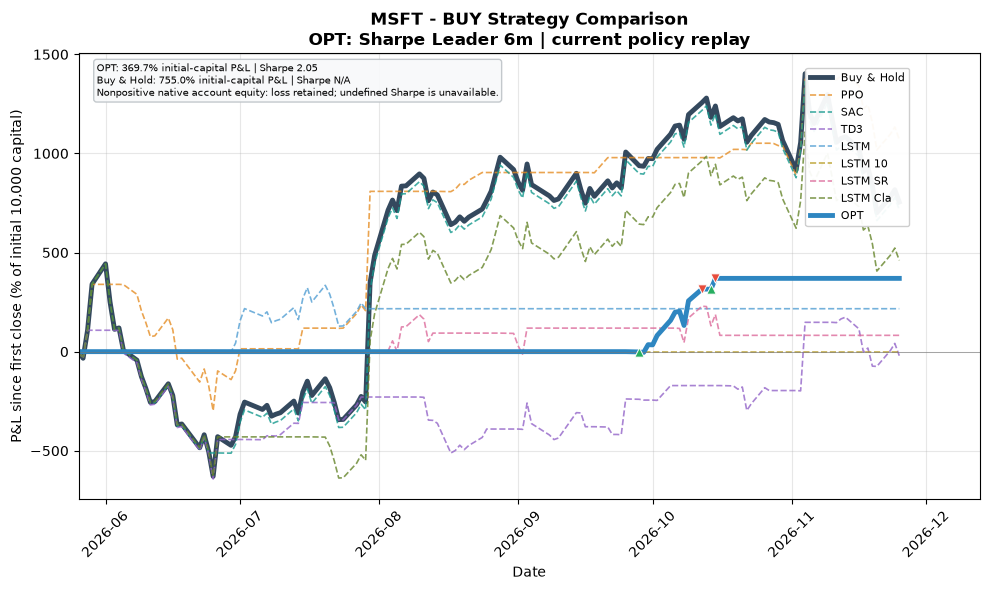 MSFT - BUY Strategy Comparison
OPT: Sharpe Leader 6m | current policy replay
OPT: 369.7% initial-capital P&L | Sharpe 2.05
Buy & Hold: 755.0% initial-capital P&L | Sharpe N/A
Nonpositive native account equity: loss retained; undefined Sharpe is unavailable.
Buy & Hold
PPO
SAC
TD3
LSTM
LSTM 10
LSTM SR
LSTM Cla
OPT
P&L since first close (% of initial 10,000 capital)
1500
1000
500
0
−500
2026-06
2026-07
2026-08
2026-09
2026-10
2026-11
2026-12
Date